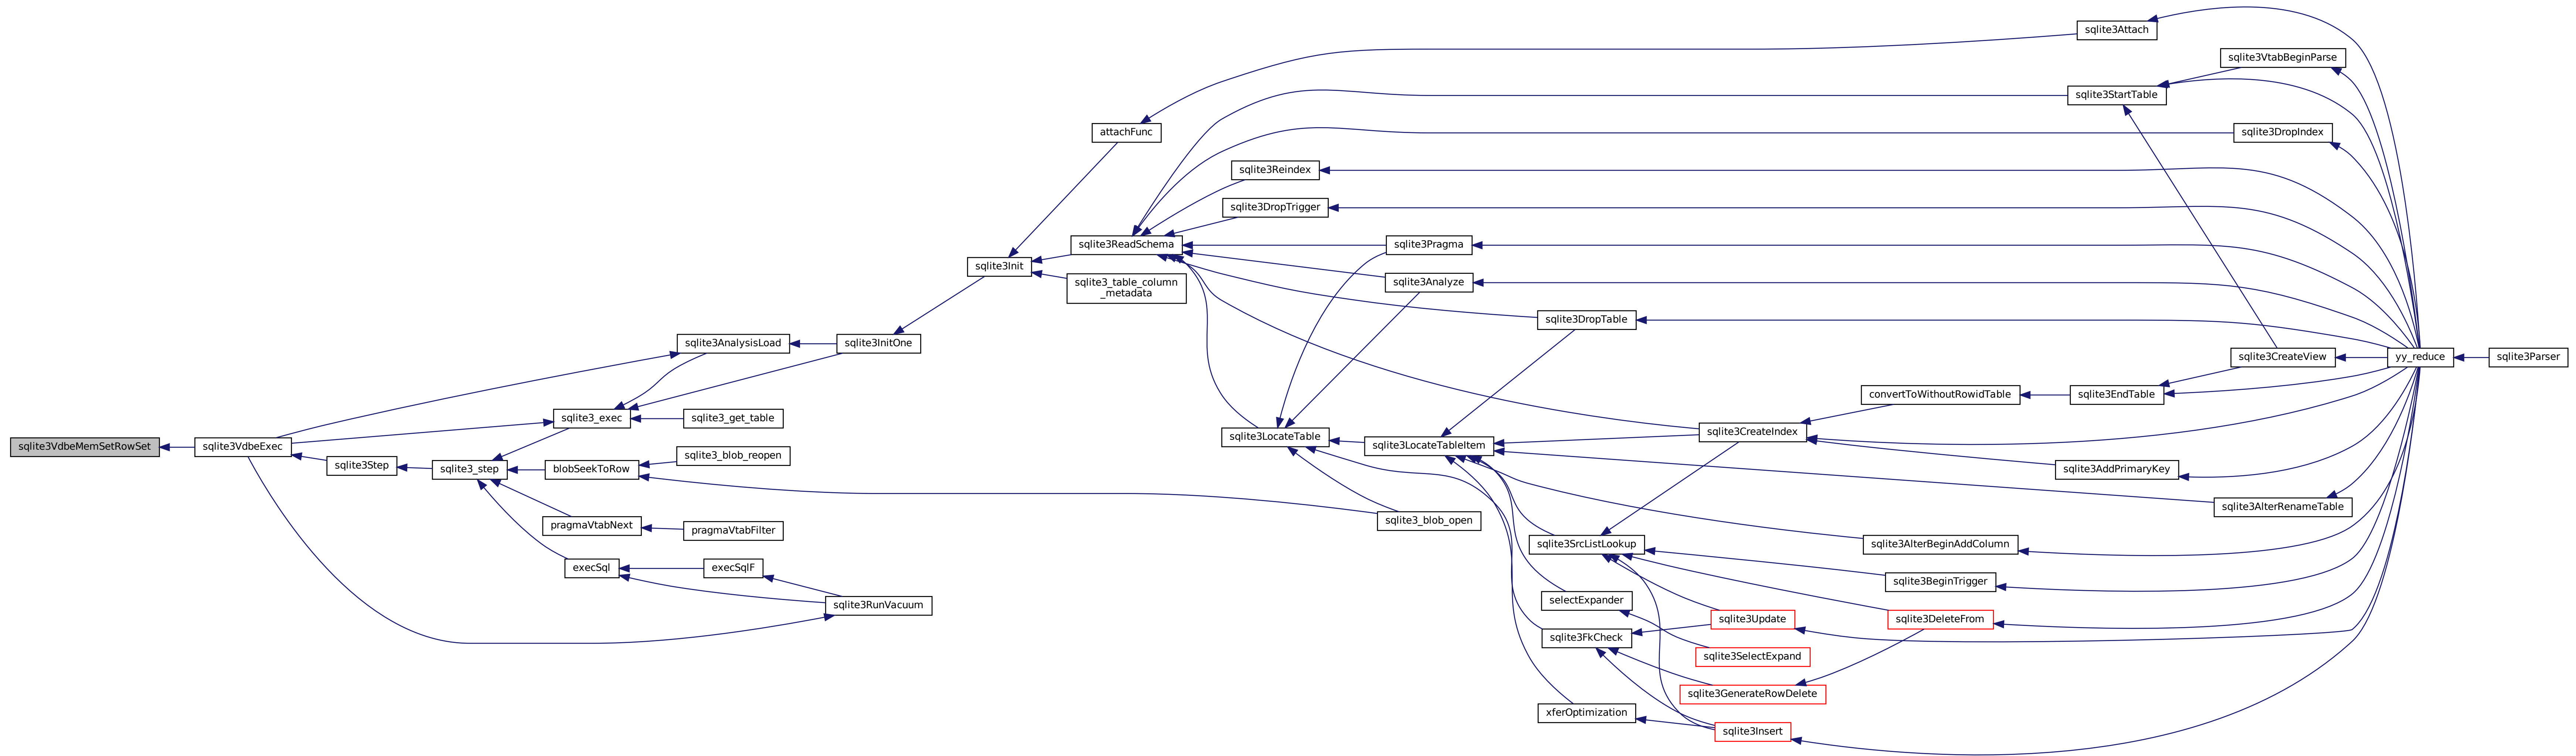 sqlite3VdbeMemSetRowSet
sqlite3VdbeExec
sqlite3Step
sqlite3_step
sqlite3_exec
blobSeekToRow
pragmaVtabNext
execSql
sqlite3AnalysisLoad
sqlite3_get_table
sqlite3_blob_reopen
pragmaVtabFilter
execSqlF
sqlite3InitOne
sqlite3RunVacuum
sqlite3Init
attachFunc
sqlite3ReadSchema
sqlite3_table_column
_metadata
sqlite3Reindex
sqlite3DropTrigger
sqlite3LocateTable
sqlite3Pragma
sqlite3Analyze
sqlite3LocateTableItem
sqlite3_blob_open
sqlite3DropTable
sqlite3SrcListLookup
selectExpander
sqlite3FkCheck
xferOptimization
sqlite3CreateIndex
sqlite3Update
sqlite3SelectExpand
sqlite3GenerateRowDelete
sqlite3Insert
convertToWithoutRowidTable
sqlite3AlterBeginAddColumn
sqlite3BeginTrigger
sqlite3DeleteFrom
sqlite3Attach
sqlite3StartTable
sqlite3EndTable
sqlite3AddPrimaryKey
sqlite3VtabBeginParse
sqlite3DropIndex
sqlite3CreateView
sqlite3AlterRenameTable
yy_reduce
sqlite3Parser